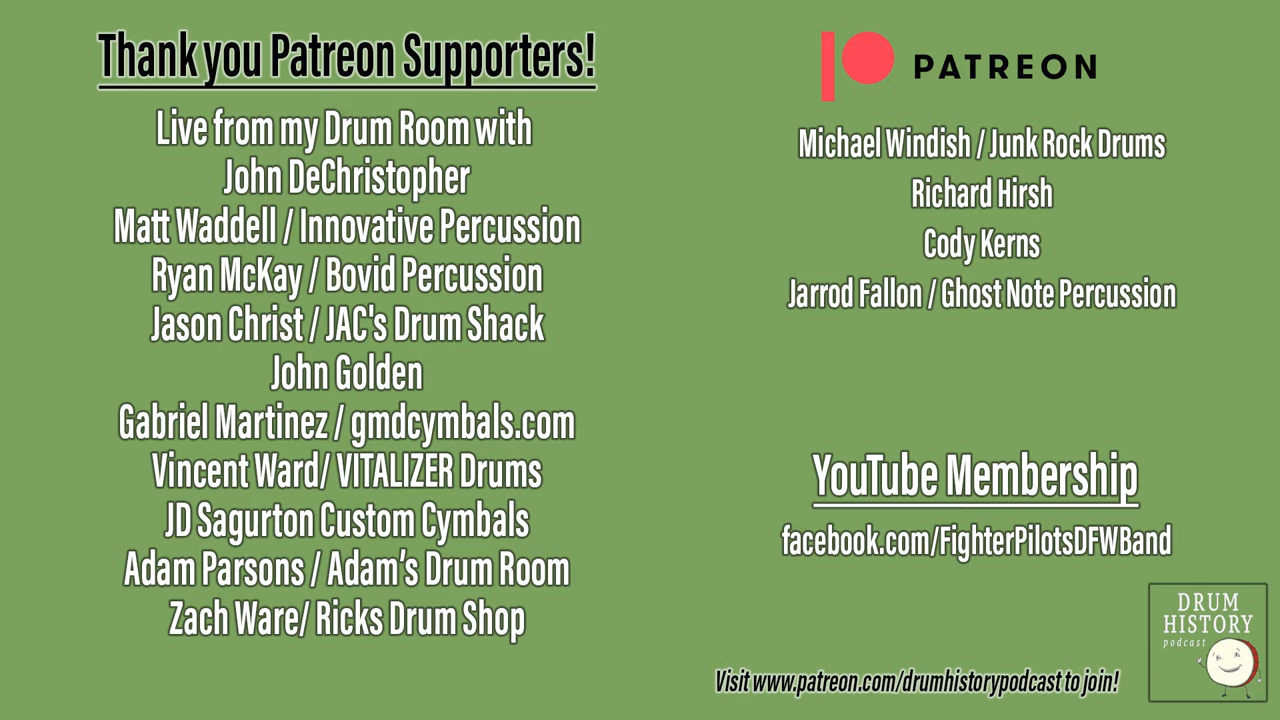 Thank you Patreon Supporters!
Live from my Drum Room with
John DeChristopher
Matt Waddell / Innovative Percussion
Ryan McKay / Bovid Percussion
Jason Christ / JAC's Drum Shack
John Golden
Gabriel Martinez / gmdcymbals.com
Vincent Ward/ VITALIZER Drums
JD Sagurton Custom Cymbals
Adam Parsons / Adam’s Drum Room
Zach Ware/ Ricks Drum Shop
PATREON
Michael Windish / Junk Rock Drums
Richard Hirsh
Cody Kerns
Jarrod Fallon / Ghost Note Percussion
YouTube Membership
facebook.com/FighterPilotsDFWBand
DRUM
HISTORY
podcast
Visit www.patreon.com/drumhistorypodcast to join!